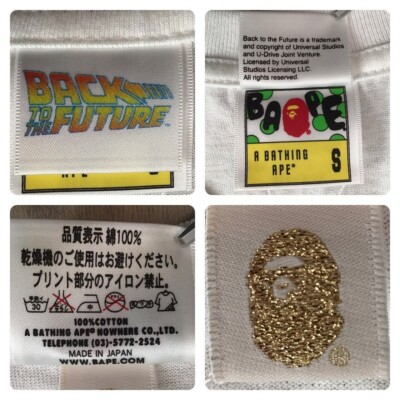 BACK
TO THE
FUTURE™
APE® S
Back to the Future is a trademark
and copyright of Universal Studios
and U-Drive Joint Venture.
Licensed by Universal
Studios Licensing LLC.
All rights reserved.
BAPE
A BATHING
APE® S
品質表示 綿100%
乾燥機のご使用はお避けください。
プリント部分のアイロン禁止。
100%COTTON
A BATHING APE® NOWHERE CO.,LTD.
TELEPHONE (03)-5772-2524
MADE IN JAPAN
WWW.BAPE.COM